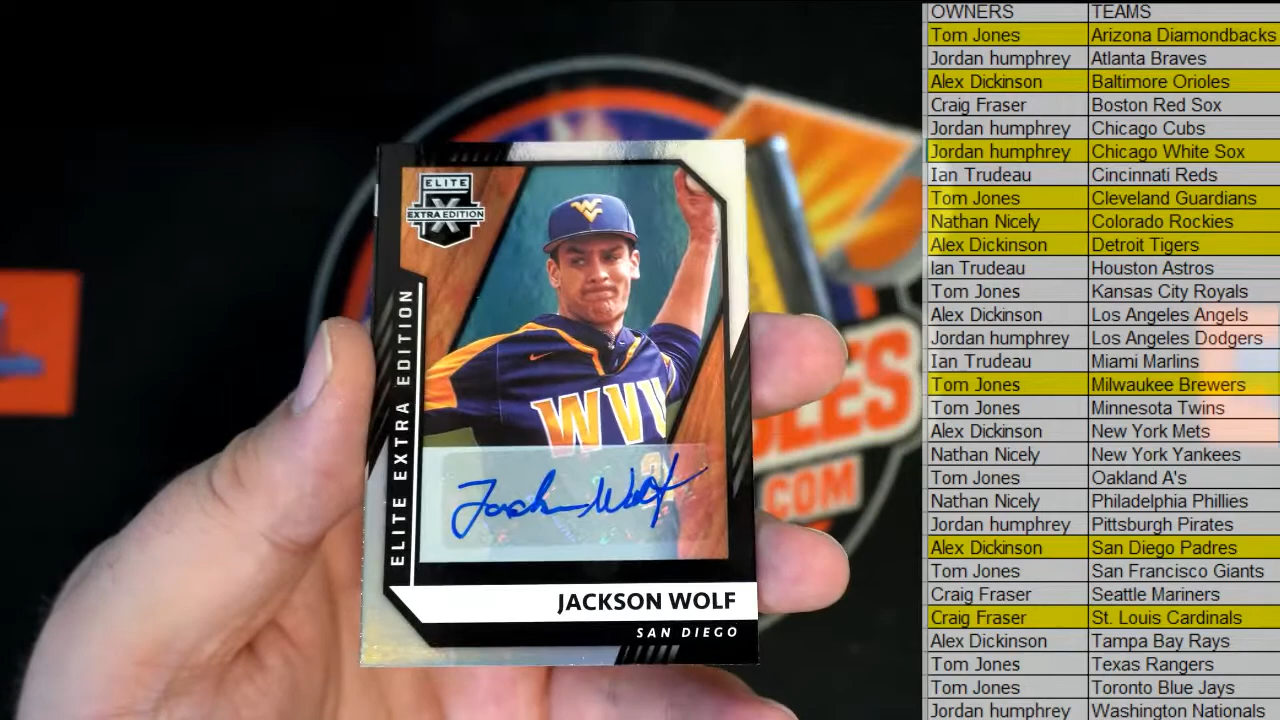 ELITE
X
EXTRA EDITION
ELITE EXTRA EDITION
WVU
Jackson Wolf
JACKSON WOLF
SAN DIEGO
LES
COM
OWNERS TEAMS
Tom Jones Arizona Diamondbacks
Jordan humphrey Atlanta Braves
Alex Dickinson Baltimore Orioles
Craig Fraser Boston Red Sox
Jordan humphrey Chicago Cubs
Jordan humphrey Chicago White Sox
Ian Trudeau Cincinnati Reds
Tom Jones Cleveland Guardians
Nathan Nicely Colorado Rockies
Alex Dickinson Detroit Tigers
Ian Trudeau Houston Astros
Tom Jones Kansas City Royals
Alex Dickinson Los Angeles Angels
Jordan humphrey Los Angeles Dodgers
Ian Trudeau Miami Marlins
Tom Jones Milwaukee Brewers
Tom Jones Minnesota Twins
Alex Dickinson New York Mets
Nathan Nicely New York Yankees
Tom Jones Oakland A's
Nathan Nicely Philadelphia Phillies
Jordan humphrey Pittsburgh Pirates
Alex Dickinson San Diego Padres
Tom Jones San Francisco Giants
Craig Fraser Seattle Mariners
Craig Fraser St. Louis Cardinals
Alex Dickinson Tampa Bay Rays
Tom Jones Texas Rangers
Tom Jones Toronto Blue Jays
Jordan humphrey Washington Nationals